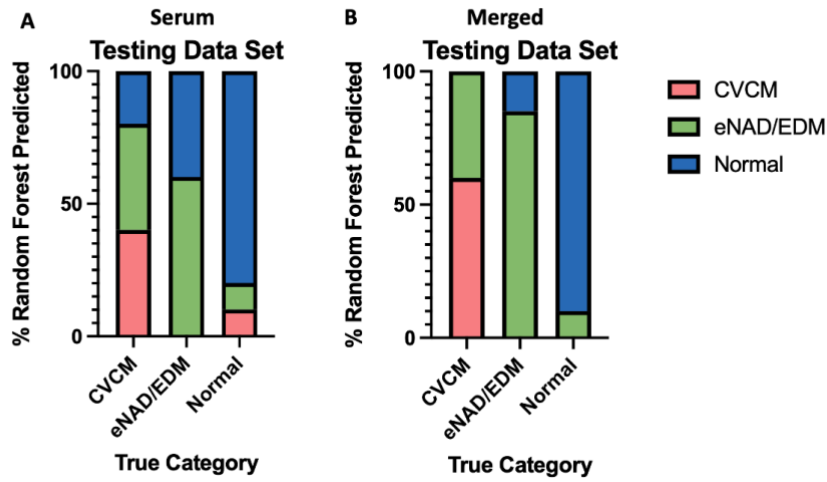 A
Serum
Testing Data Set
% Random Forest Predicted
100
50
0
CVCM
eNAD/EDM
Normal
True Category
B
Merged
Testing Data Set
% Random Forest Predicted
100
50
0
CVCM
eNAD/EDM
Normal
True Category
CVCM
eNAD/EDM
Normal